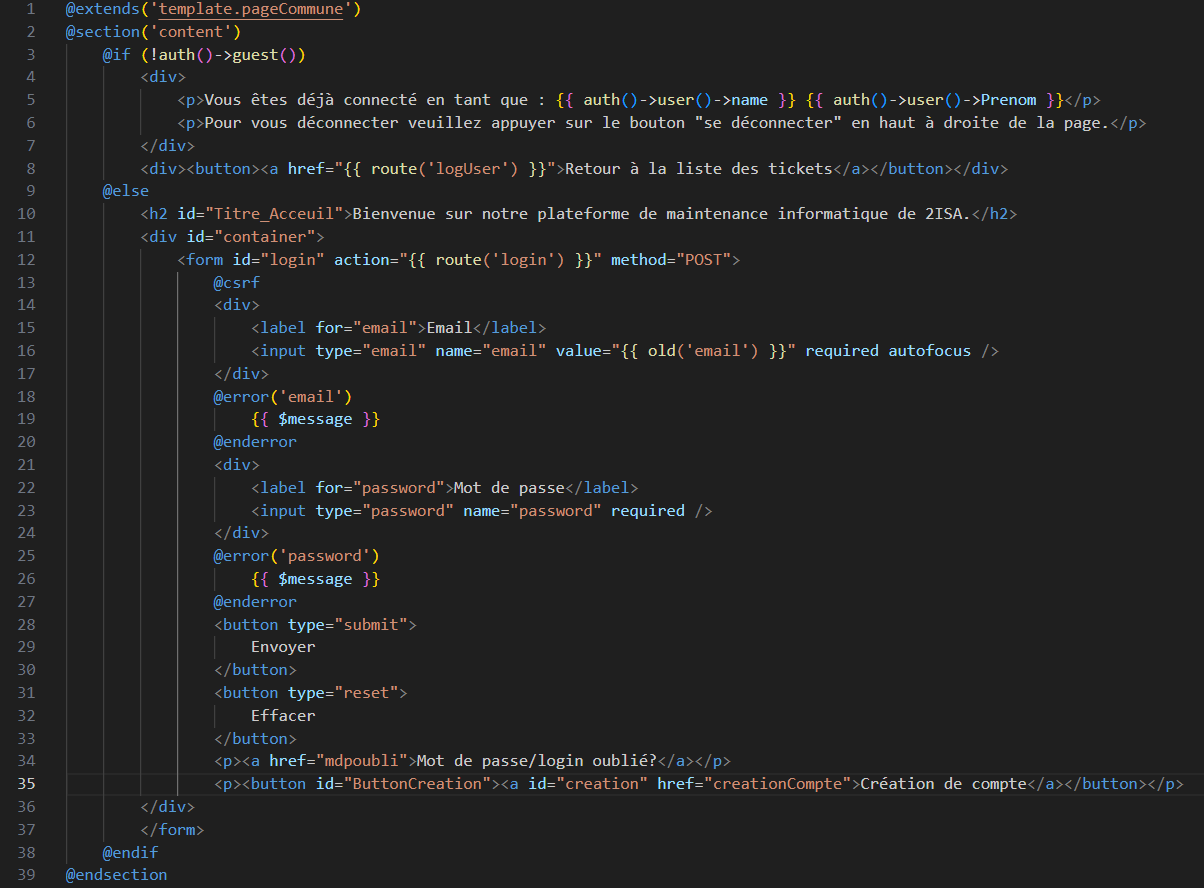 1 @extends('template.pageCommune')
2 @section('content')
3 @if (!auth()->guest())
4 <div>
5 <p>Vous êtes déjà connecté en tant que : {{ auth()->user()->name }} {{ auth()->user()->Prenom }}</p>
6 <p>Pour vous déconnecter veuillez appuyer sur le bouton "se déconnecter" en haut à droite de la page.</p>
7 </div>
8 <div><button><a href="{{ route('logUser') }}">Retour à la liste des tickets</a></button></div>
9 @else
10 <h2 id="Titre_Acceuil">Bienvenue sur notre plateforme de maintenance informatique de 2ISA.</h2>
11 <div id="container">
12 <form id="login" action="{{ route('login') }}" method="POST">
13 @csrf
14 <div>
15 <label for="email">Email</label>
16 <input type="email" name="email" value="{{ old('email') }}" required autofocus />
17 </div>
18 @error('email')
19 {{ $message }}
20 @enderror
21 <div>
22 <label for="password">Mot de passe</label>
23 <input type="password" name="password" required />
24 </div>
25 @error('password')
26 {{ $message }}
27 @enderror
28 <button type="submit">
29 Envoyer
30 </button>
31 <button type="reset">
32 Effacer
33 </button>
34 <p><a href="mdpoubli">Mot de passe/login oublié?</a></p>
35 <p><button id="ButtonCreation"><a id="creation" href="creationCompte">Création de compte</a></button></p>
36 </div>
37 </form>
38 @endif
39 @endsection